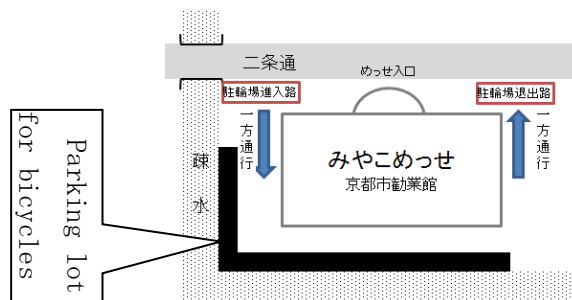 二条通
めっせ入口
駐輪場進入路
駐輪場退出路
一方通行
一方通行
みやこめっせ
京都市勧業館
疎水
Parking lot
for bicycles